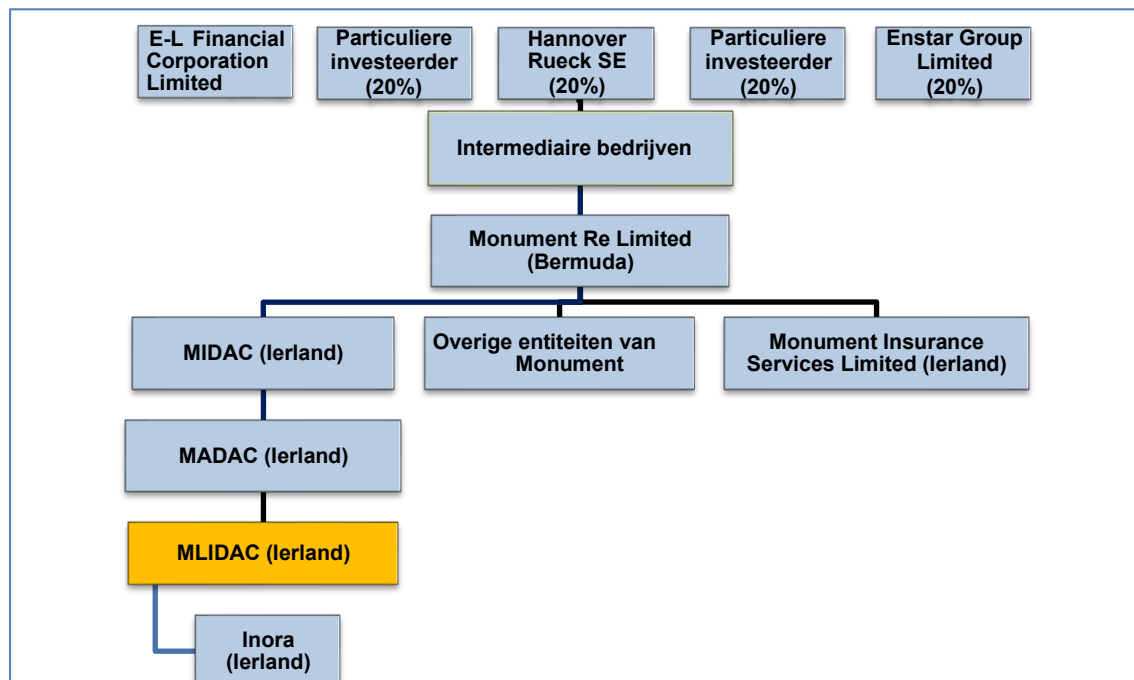 E-L Financial
Corporation
Limited
Particuliere
investeerder
(20%)
Hannover
Rueck SE
(20%)
Particuliere
investeerder
(20%)
Enstar Group
Limited
(20%)
Intermediaire bedrijven
Monument Re Limited
(Bermuda)
MIDAC (Ierland)
Overige entiteiten van
Monument
Monument Insurance
Services Limited (Ierland)
MADAC (Ierland)
MLIDAC (Ierland)
Inora
(Ierland)